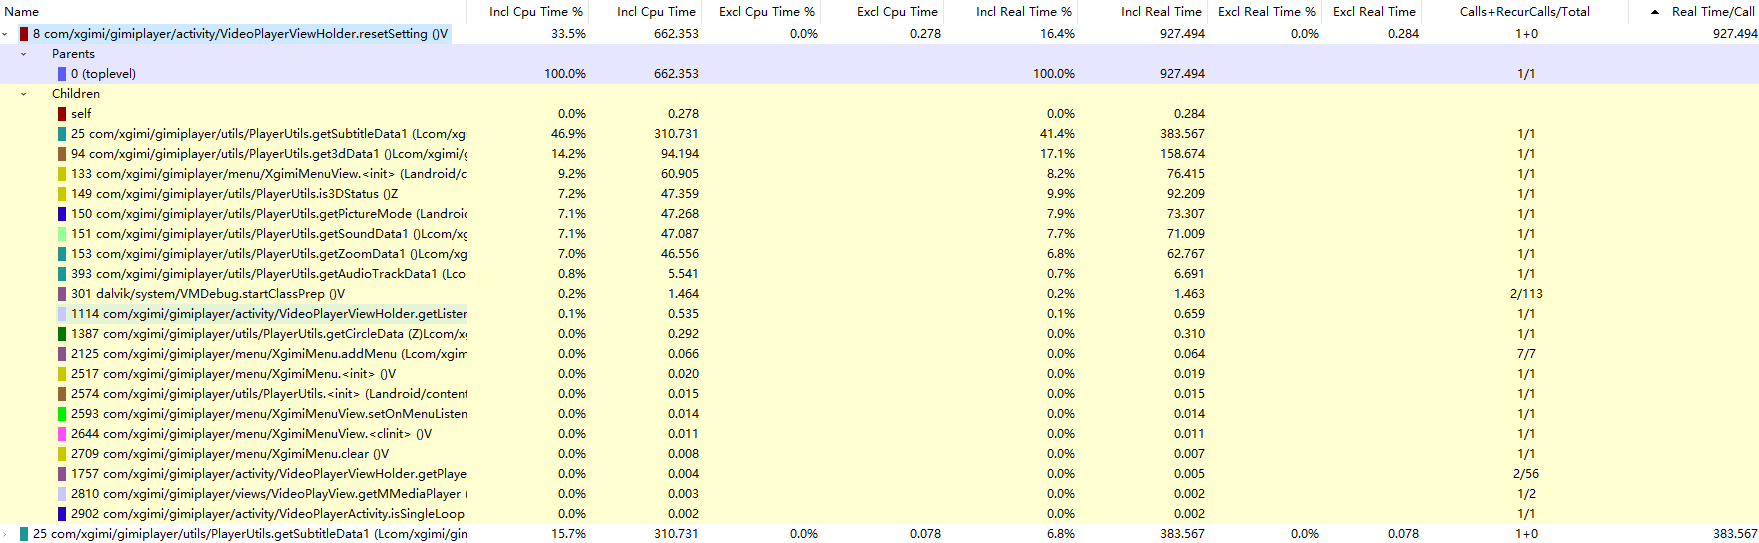 Name Incl Cpu Time % Incl Cpu Time Excl Cpu Time % Excl Cpu Time Incl Real Time % Incl Real Time Excl Real Time % Excl Real Time Calls+RecurCalls/Total Real Time/Call
8 com/xgimi/gimiplayer/activity/VideoPlayerViewHolder.resetSetting ()V 33.5% 662.353 0.0% 0.278 16.4% 927.494 0.0% 0.284 1+0 927.494
Parents
0 (toplevel) 100.0% 662.353 100.0% 927.494 1/1
Children
self 0.0% 0.278 0.0% 0.284
25 com/xgimi/gimiplayer/utils/PlayerUtils.getSubtitleData1 (Lcom/xg 46.9% 310.731 41.4% 383.567 1/1
94 com/xgimi/gimiplayer/utils/PlayerUtils.get3dData1 ()Lcom/xgimi/g 14.2% 94.194 17.1% 158.674 1/1
133 com/xgimi/gimiplayer/menu/XgimiMenuView.<init> (Landroid/c 9.2% 60.905 8.2% 76.415 1/1
149 com/xgimi/gimiplayer/utils/PlayerUtils.is3DStatus ()Z 7.2% 47.359 9.9% 92.209 1/1
150 com/xgimi/gimiplayer/utils/PlayerUtils.getPictureMode (Landroid 7.1% 47.268 7.9% 73.307 1/1
151 com/xgimi/gimiplayer/utils/PlayerUtils.getSoundData1 ()Lcom/xg 7.1% 47.087 7.7% 71.009 1/1
153 com/xgimi/gimiplayer/utils/PlayerUtils.getZoomData1 ()Lcom/xg 7.0% 46.556 6.8% 62.767 1/1
393 com/xgimi/gimiplayer/utils/PlayerUtils.getAudioTrackData1 (Lco 0.8% 5.541 0.7% 6.691 1/1
301 dalvik/system/VMDebug.startClassPrep ()V 0.2% 1.464 0.2% 1.463 2/113
1114 com/xgimi/gimiplayer/activity/VideoPlayerViewHolder.getListen 0.1% 0.535 0.1% 0.659 1/1
1387 com/xgimi/gimiplayer/utils/PlayerUtils.getCircleData (Z)Lcom/xg 0.0% 0.292 0.0% 0.310 1/1
2125 com/xgimi/gimiplayer/menu/XgimiMenu.addMenu (Lcom/xgim 0.0% 0.066 0.0% 0.064 7/7
2517 com/xgimi/gimiplayer/menu/XgimiMenu.<init> ()V 0.0% 0.020 0.0% 0.019 1/1
2574 com/xgimi/gimiplayer/utils/PlayerUtils.<init> (Landroid/content 0.0% 0.015 0.0% 0.015 1/1
2593 com/xgimi/gimiplayer/menu/XgimiMenuView.setOnMenuListen 0.0% 0.014 0.0% 0.014 1/1
2644 com/xgimi/gimiplayer/menu/XgimiMenuView.<clinit> ()V 0.0% 0.011 0.0% 0.011 1/1
2709 com/xgimi/gimiplayer/menu/XgimiMenu.clear ()V 0.0% 0.008 0.0% 0.007 1/1
1757 com/xgimi/gimiplayer/activity/VideoPlayerViewHolder.getPlaye 0.0% 0.004 0.0% 0.005 2/56
2810 com/xgimi/gimiplayer/views/VideoPlayView.getMMediaPlayer ( 0.0% 0.003 0.0% 0.002 1/2
2902 com/xgimi/gimiplayer/activity/VideoPlayerActivity.isSingleLoop 0.0% 0.002 0.0% 0.002 1/1
25 com/xgimi/gimiplayer/utils/PlayerUtils.getSubtitleData1 (Lcom/xgimi/gim 15.7% 310.731 0.0% 0.078 6.8% 383.567 0.0% 0.078 1+0 383.567